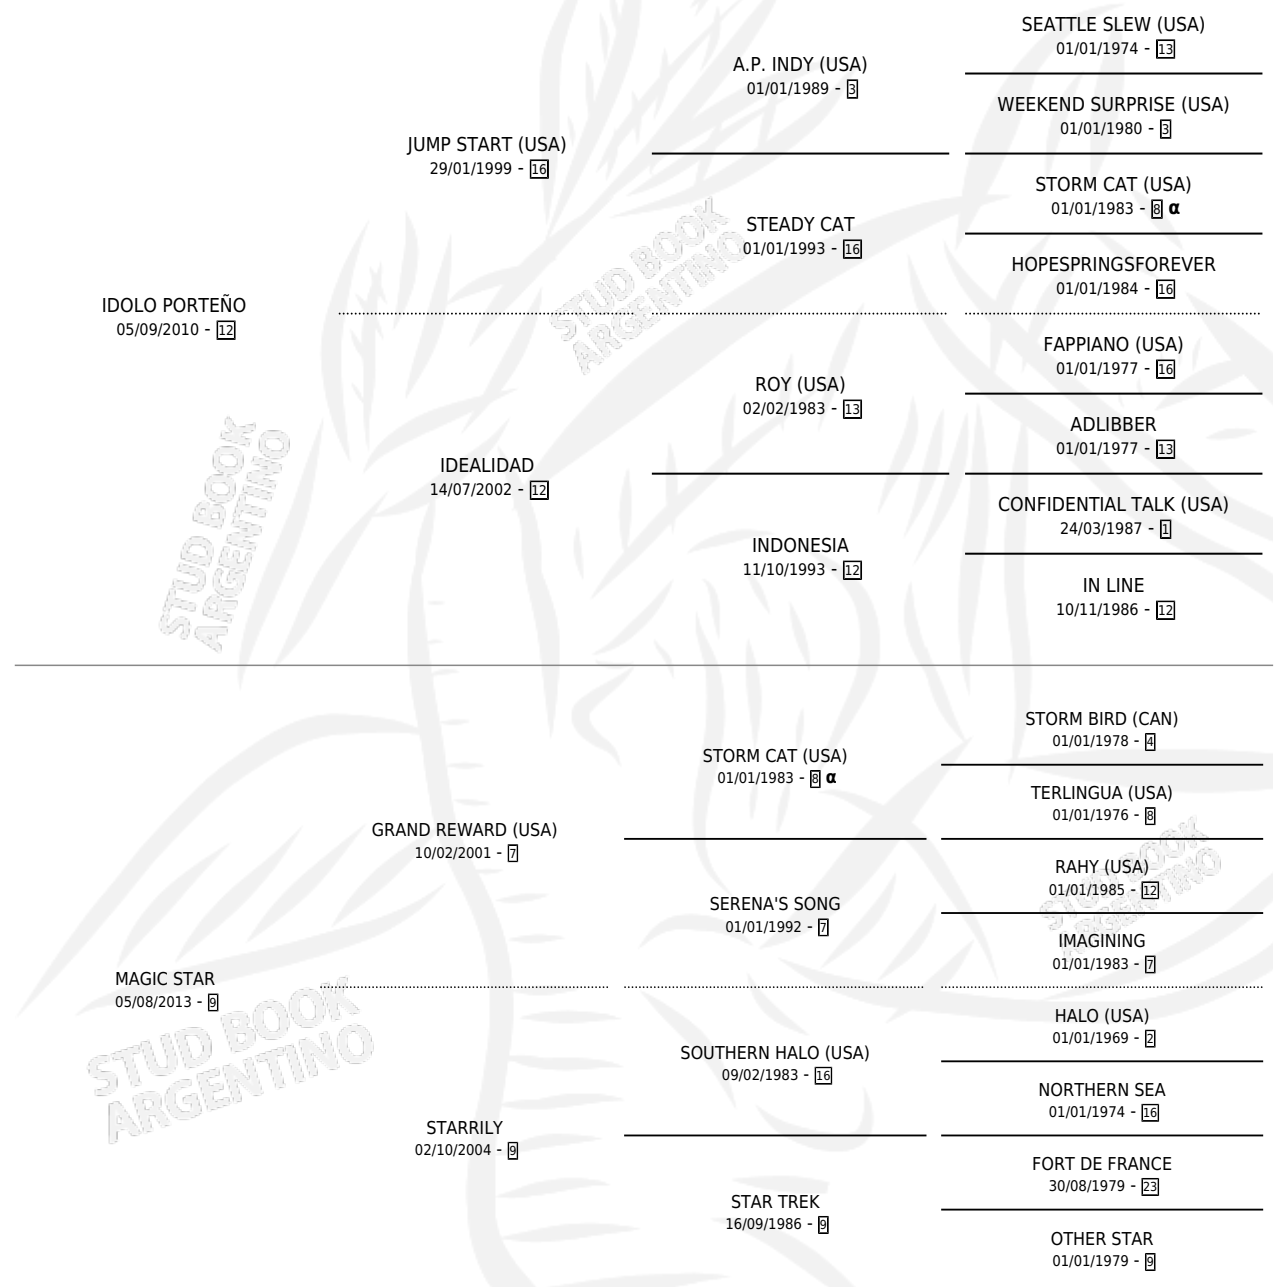 SEATTLE SLEW (USA)
01/01/1974 - 13
A.P. INDY (USA)
01/01/1989 - 3
WEEKEND SURPRISE (USA)
01/01/1980 - 3
JUMP START (USA)
29/01/1999 - 16
STORM CAT (USA)
01/01/1983 - 8 α
STEADY CAT
01/01/1993 - 16
HOPESPRINGSFOREVER
01/01/1984 - 16
IDOLO PORTEÑO
05/09/2010 - 12
FAPPIANO (USA)
01/01/1977 - 16
ROY (USA)
02/02/1983 - 13
ADLIBBER
01/01/1977 - 13
IDEALIDAD
14/07/2002 - 12
CONFIDENTIAL TALK (USA)
24/03/1987 - 1
INDONESIA
11/10/1993 - 12
IN LINE
10/11/1986 - 12
STORM BIRD (CAN)
01/01/1978 - 4
STORM CAT (USA)
01/01/1983 - 8 α
TERLINGUA (USA)
01/01/1976 - 8
GRAND REWARD (USA)
10/02/2001 - 7
RAHY (USA)
01/01/1985 - 12
SERENA'S SONG
01/01/1992 - 7
IMAGINING
01/01/1983 - 7
MAGIC STAR
05/08/2013 - 9
HALO (USA)
01/01/1969 - 2
SOUTHERN HALO (USA)
09/02/1983 - 16
NORTHERN SEA
01/01/1974 - 16
STARRILY
02/10/2004 - 9
FORT DE FRANCE
30/08/1979 - 23
STAR TREK
16/09/1986 - 9
OTHER STAR
01/01/1979 - 9
STUD BOOK
ARGENTINO
STUD BOOK
ARGENTINO
STUD BOOK
ARGENTINO
STUD BOOK
ARGENTINO